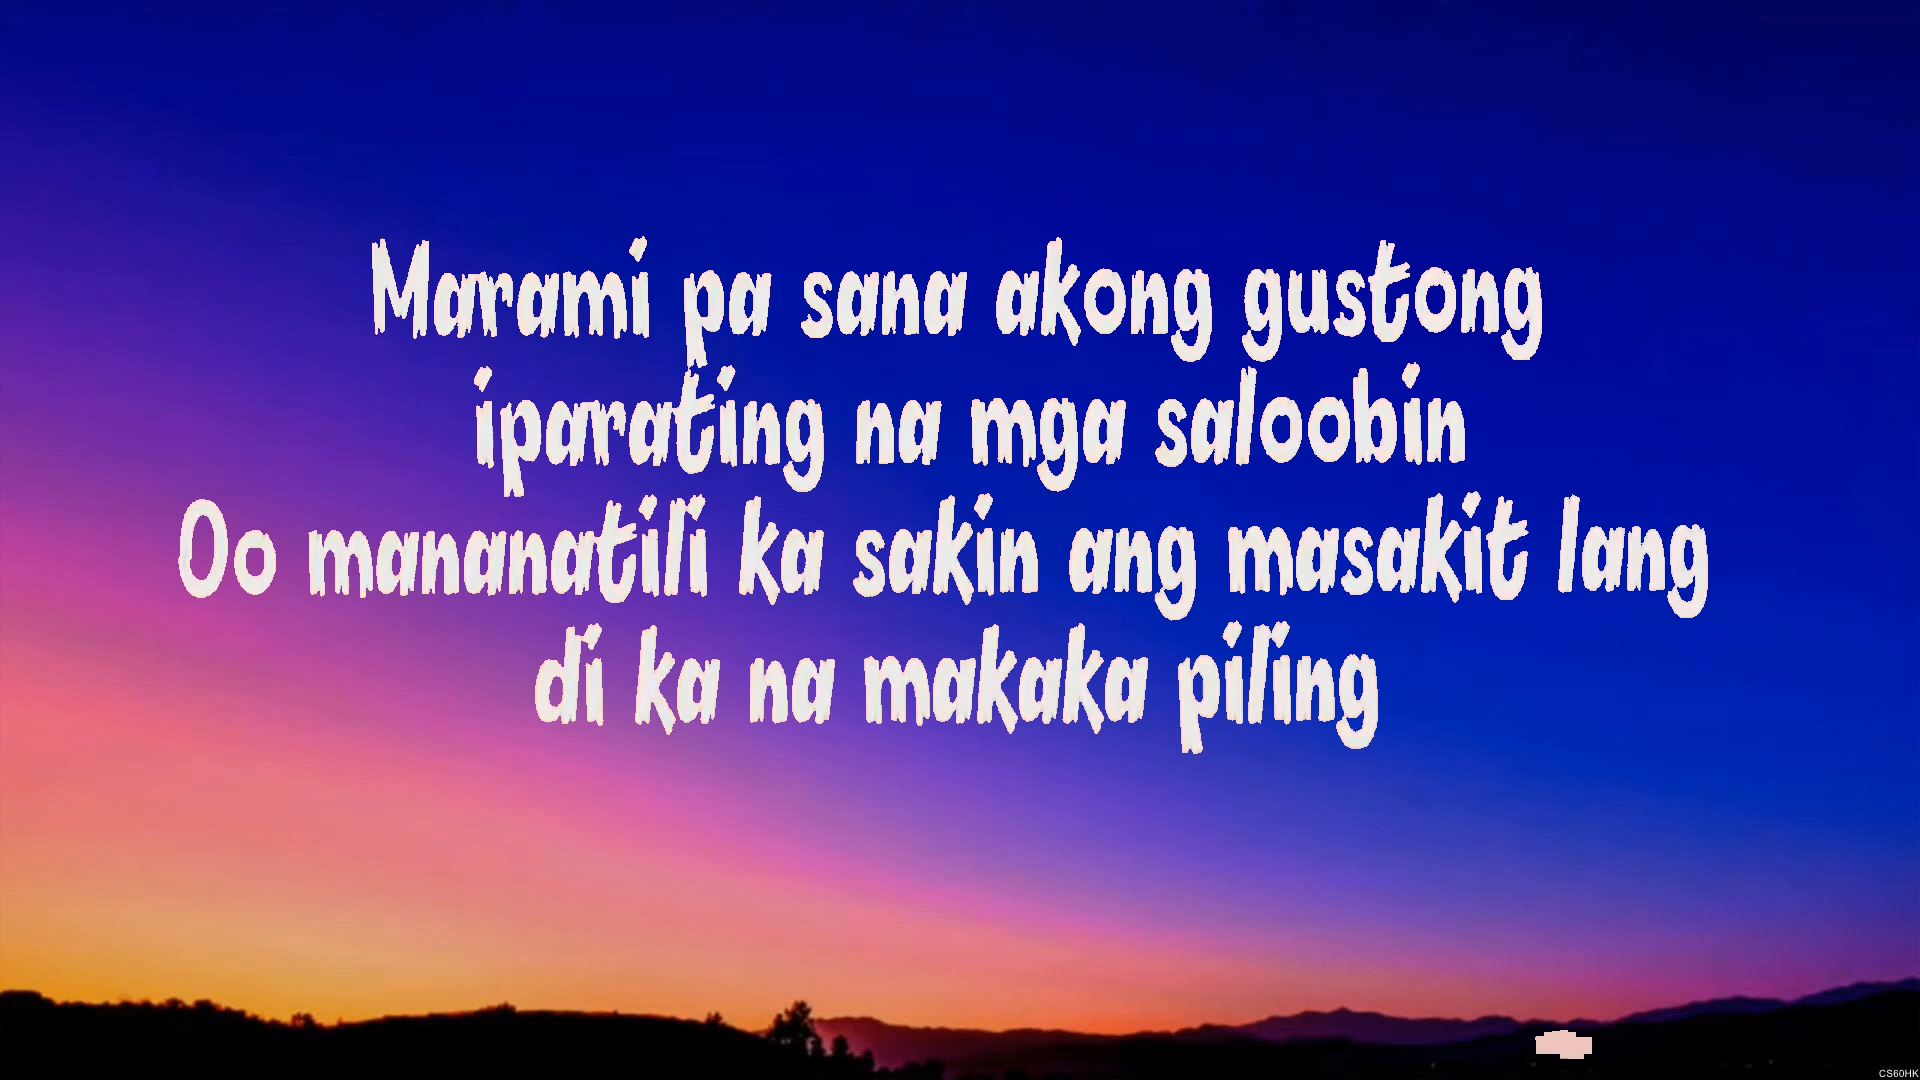 Marami pa sana akong gustong
iparating na mga saloobin
Oo mananatili ka sakin ang masakit lang
di ka na makaka piling
CS60HK